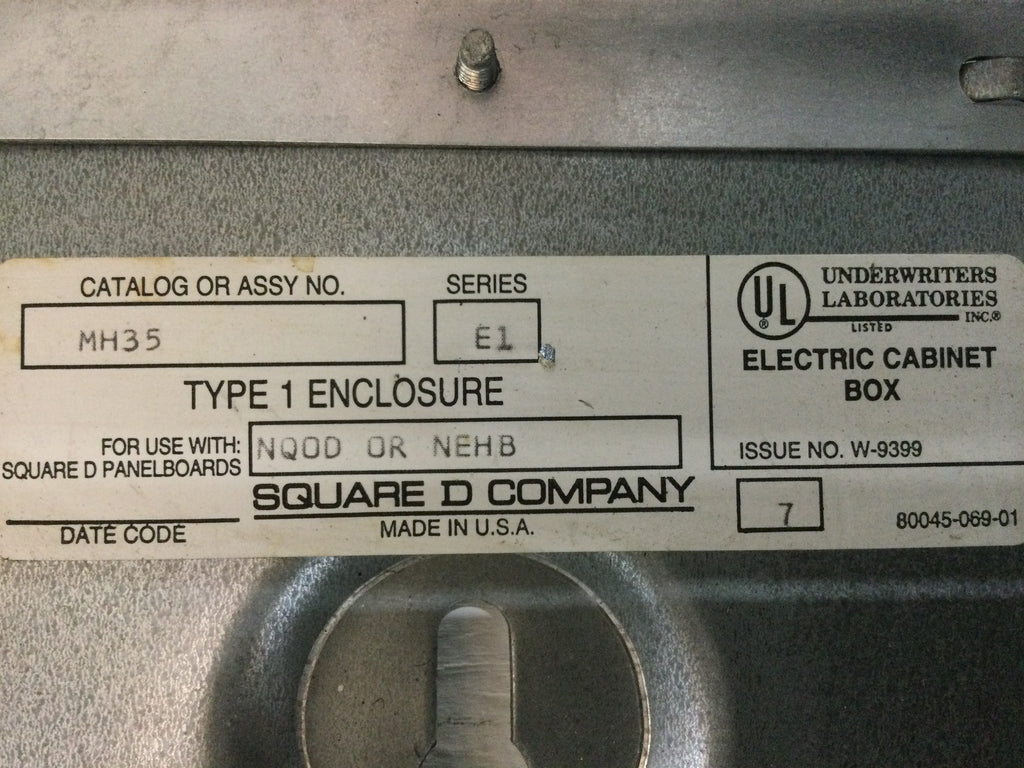 CATALOG OR ASSY NO.
MH35
SERIES
E1
TYPE 1 ENCLOSURE
FOR USE WITH:
SQUARE D PANELBOARDS
NQOD OR NEHB
SQUARE D COMPANY
MADE IN U.S.A.
DATE CODE
UL
®
UNDERWRITERS
LABORATORIES
INC.®
LISTED
ELECTRIC CABINET
BOX
ISSUE NO. W-9399
7
80045-069-01